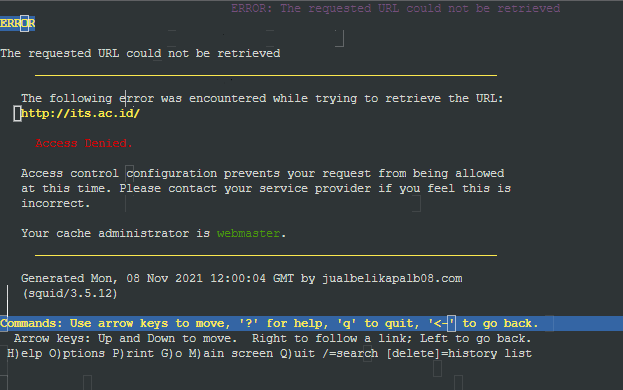 ERROR: The requested URL could not be retrieved
ERROR
The requested URL could not be retrieved
The following error was encountered while trying to retrieve the URL:
http://its.ac.id/
Access Denied.
Access control configuration prevents your request from being allowed
at this time. Please contact your service provider if you feel this is
incorrect.
Your cache administrator is webmaster.
Generated Mon, 08 Nov 2021 12:00:04 GMT by jualbelikapalb08.com
(squid/3.5.12)
Commands: Use arrow keys to move, '?' for help, 'q' to quit, '<-' to go back.
Arrow keys: Up and Down to move.  Right to follow a link; Left to go back.
H)elp O)ptions P)rint G)o M)ain screen Q)uit /=search [delete]=history list